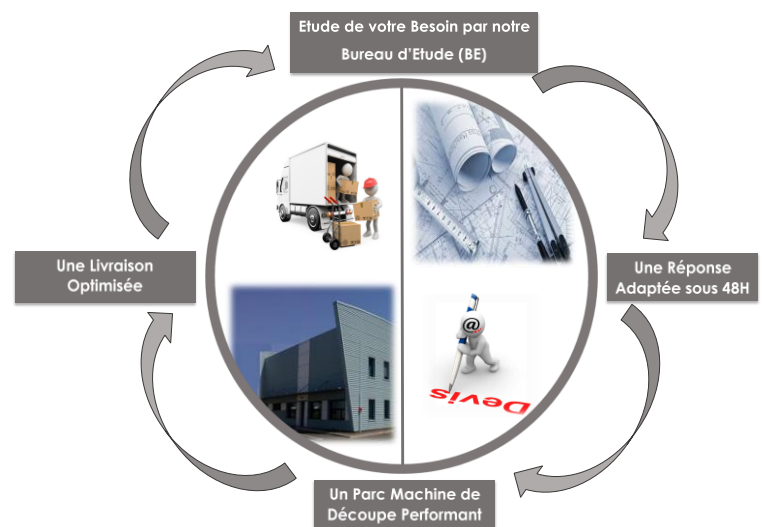 Etude de votre Besoin par notre
Bureau d'Etude (BE)
Une Réponse
Adaptée sous 48H
Une Livraison
Optimisée
@
Devis
Un Parc Machine de
Découpe Performant